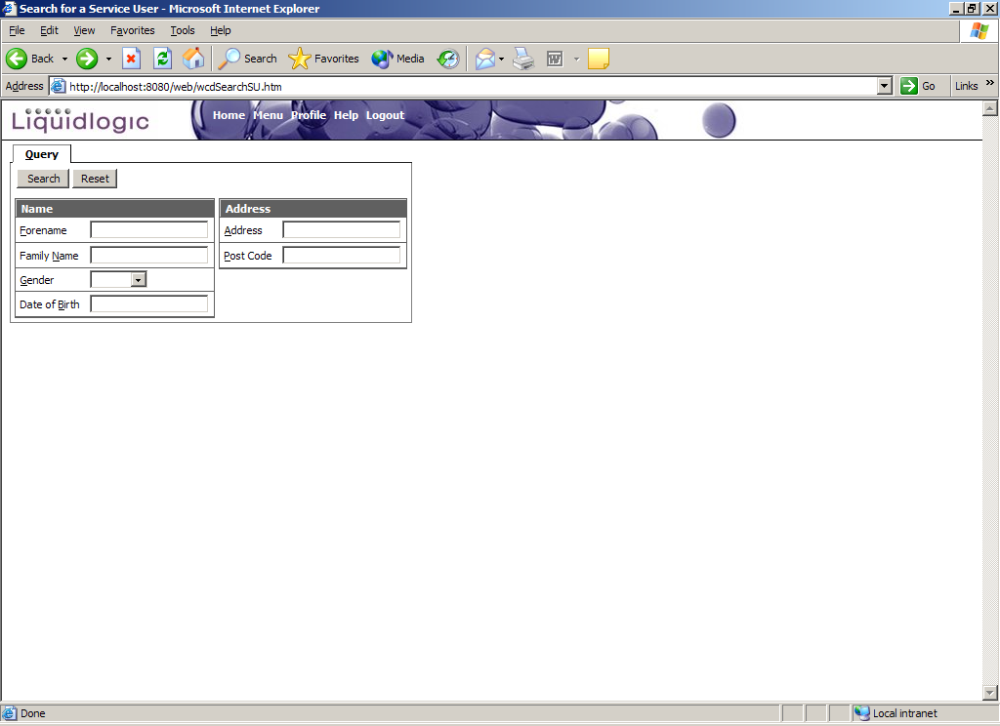 Search for a Service User - Microsoft Internet Explorer
File Edit View Favorites Tools Help
Back Search Favorites Media
Address http://localhost:8080/web/wcdSearchSU.htm Go Links »
Liquidlogic Home Menu Profile Help Logout
Query
Search Reset
Name Address
Forename Address
Family Name Post Code
Gender
Date of Birth
Done Local intranet